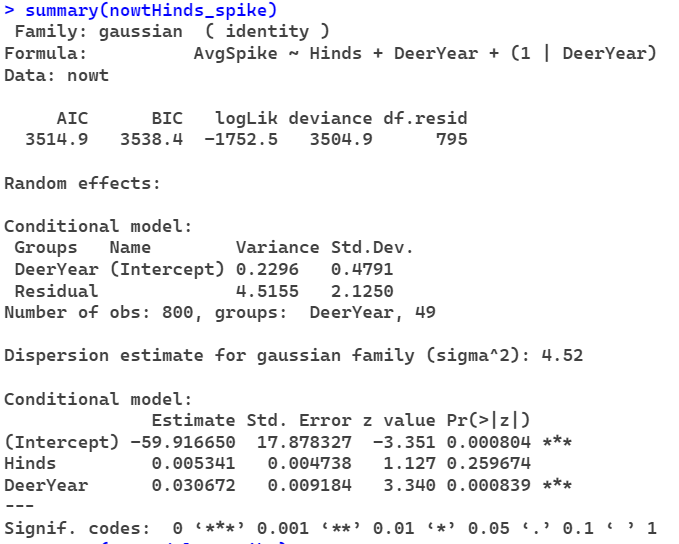 > summary(nowtHinds_spike)
 Family: gaussian  ( identity )
Formula:          AvgSpike ~ Hinds + DeerYear + (1 | DeerYear)
Data: nowt

     AIC      BIC   logLik deviance df.resid
  3514.9   3538.4  -1752.5   3504.9      795

Random effects:

Conditional model:
 Groups   Name        Variance Std.Dev.
 DeerYear (Intercept) 0.2296   0.4791
 Residual             4.5155   2.1250
Number of obs: 800, groups:  DeerYear, 49

Dispersion estimate for gaussian family (sigma^2): 4.52

Conditional model:
              Estimate Std. Error z value Pr(>|z|)
(Intercept) -59.916650  17.878327  -3.351 0.000804 ***
Hinds         0.005341   0.004738   1.127 0.259674
DeerYear      0.030672   0.009184   3.340 0.000839 ***
---
Signif. codes:  0 ‘***’ 0.001 ‘**’ 0.01 ‘*’ 0.05 ‘.’ 0.1 ‘ ’ 1